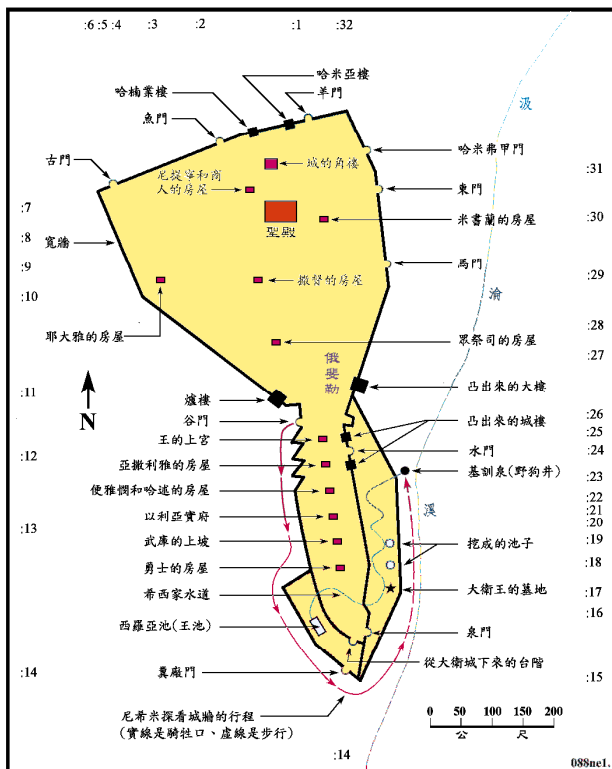 :6 :5 :4 :3 :2 :1 :32
哈米亞樓
哈楠業樓
羊門
魚門
汲
哈米弗甲門
古門
城的角樓
:31
尼提寧和商
人的房屋
東門
:7
聖殿
米書蘭的房屋
:30
:8
寬牆
:9
馬門
:29
:10
撒督的房屋
淪
耶大雅的房屋
眾祭司的房屋
:28
:27
俄斐勒
:11
爐樓
凸出來的大樓
N
谷門
凸出來的城樓
:26
:25
王的上宮
水門
:24
:12
亞撒利雅的房屋
基訓泉(野狗井)
:23
便雅憫和哈述的房屋
:22
:21
溪
:20
:13
以利亞實府
武庫的上坡
挖成的池子
:19
:18
勇士的房屋
希西家水道
大衛王的墓地
:17
:16
西羅亞池(王池)
泉門
:14
糞廠門
從大衛城下來的台階
:15
尼希米探看城牆的行程
(實線是騎牲口、虛線是步行)
0 50 100 150 200
公 尺
:14
088ne1.